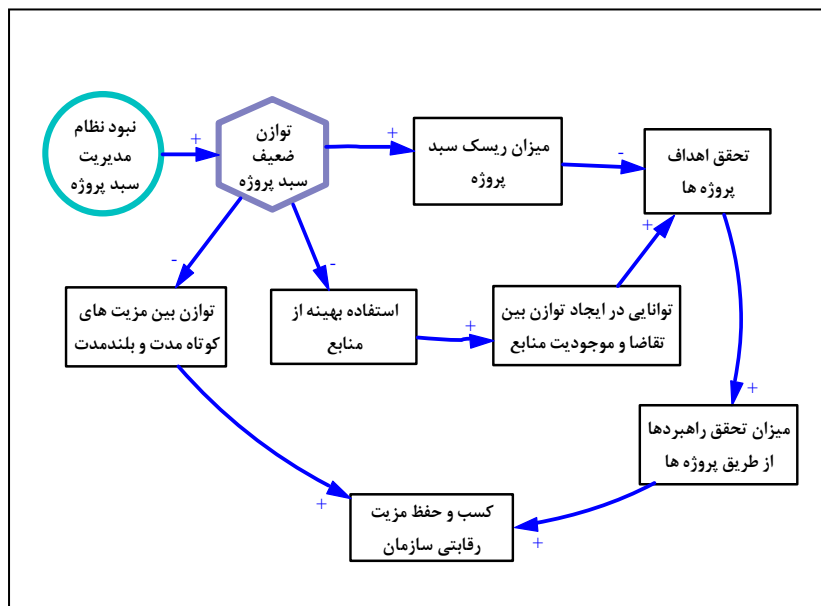 نبود نظام
مدیریت
سبد پروژه
+
توازن
ضعیف
سبد پروژه
+
میزان ریسک سبد
پروژه
-
تحقق اهداف
پروژه ها
-
-
+
توازن بین مزیت های
کوتاه مدت و بلندمدت
استفاده بهینه از
منابع
+
توانایی در ایجاد توازن بین
تقاضا و موجودیت منابع
+
میزان تحقق راهبردها
از طریق پروژه ها
+
کسب و حفظ مزیت
رقابتی سازمان
+